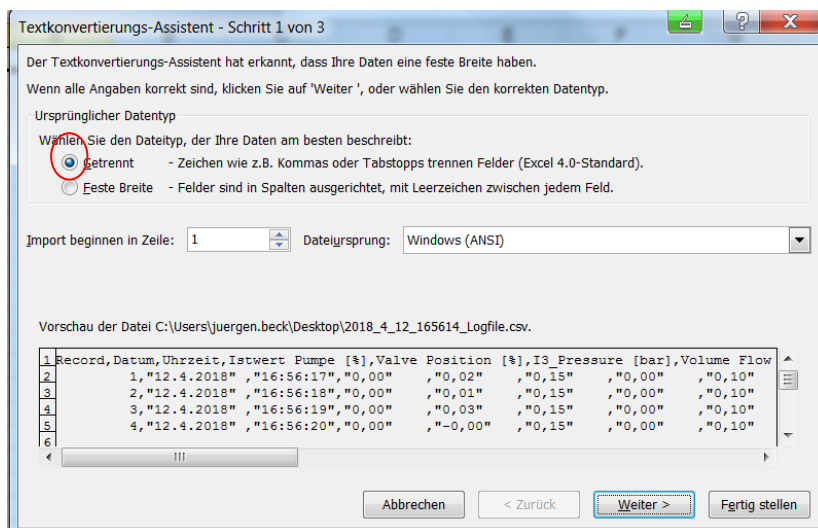 Textkonvertierungs-Assistent - Schritt 1 von 3
Der Textkonvertierungs-Assistent hat erkannt, dass Ihre Daten eine feste Breite haben.
Wenn alle Angaben korrekt sind, klicken Sie auf 'Weiter ', oder wählen Sie den korrekten Datentyp.
Ursprünglicher Datentyp
Wählen Sie den Dateityp, der Ihre Daten am besten beschreibt:
Getrennt - Zeichen wie z.B. Kommas oder Tabstopps trennen Felder (Excel 4.0-Standard).
Feste Breite - Felder sind in Spalten ausgerichtet, mit Leerzeichen zwischen jedem Feld.
Import beginnen in Zeile: 1 Dateiursprung: Windows (ANSI)
Vorschau der Datei C:\Users\juergen.beck\Desktop\2018_4_12_165614_Logfile.csv.
1 Record,Datum,Uhrzeit,Istwert Pumpe [%],Valve Position [%],I3_Pressure [bar],Volume Flow
2 1,"12.4.2018" ,"16:56:17","0,00" ,"0,02" ,"0,15" ,"0,00" ,"0,10"
3 2,"12.4.2018" ,"16:56:18","0,00" ,"0,01" ,"0,15" ,"0,00" ,"0,10"
4 3,"12.4.2018" ,"16:56:19","0,00" ,"0,03" ,"0,15" ,"0,00" ,"0,10"
5 4,"12.4.2018" ,"16:56:20","0,00" ,"-0,00" ,"0,15" ,"0,00" ,"0,10"
6
Abbrechen < Zurück Weiter > Fertig stellen